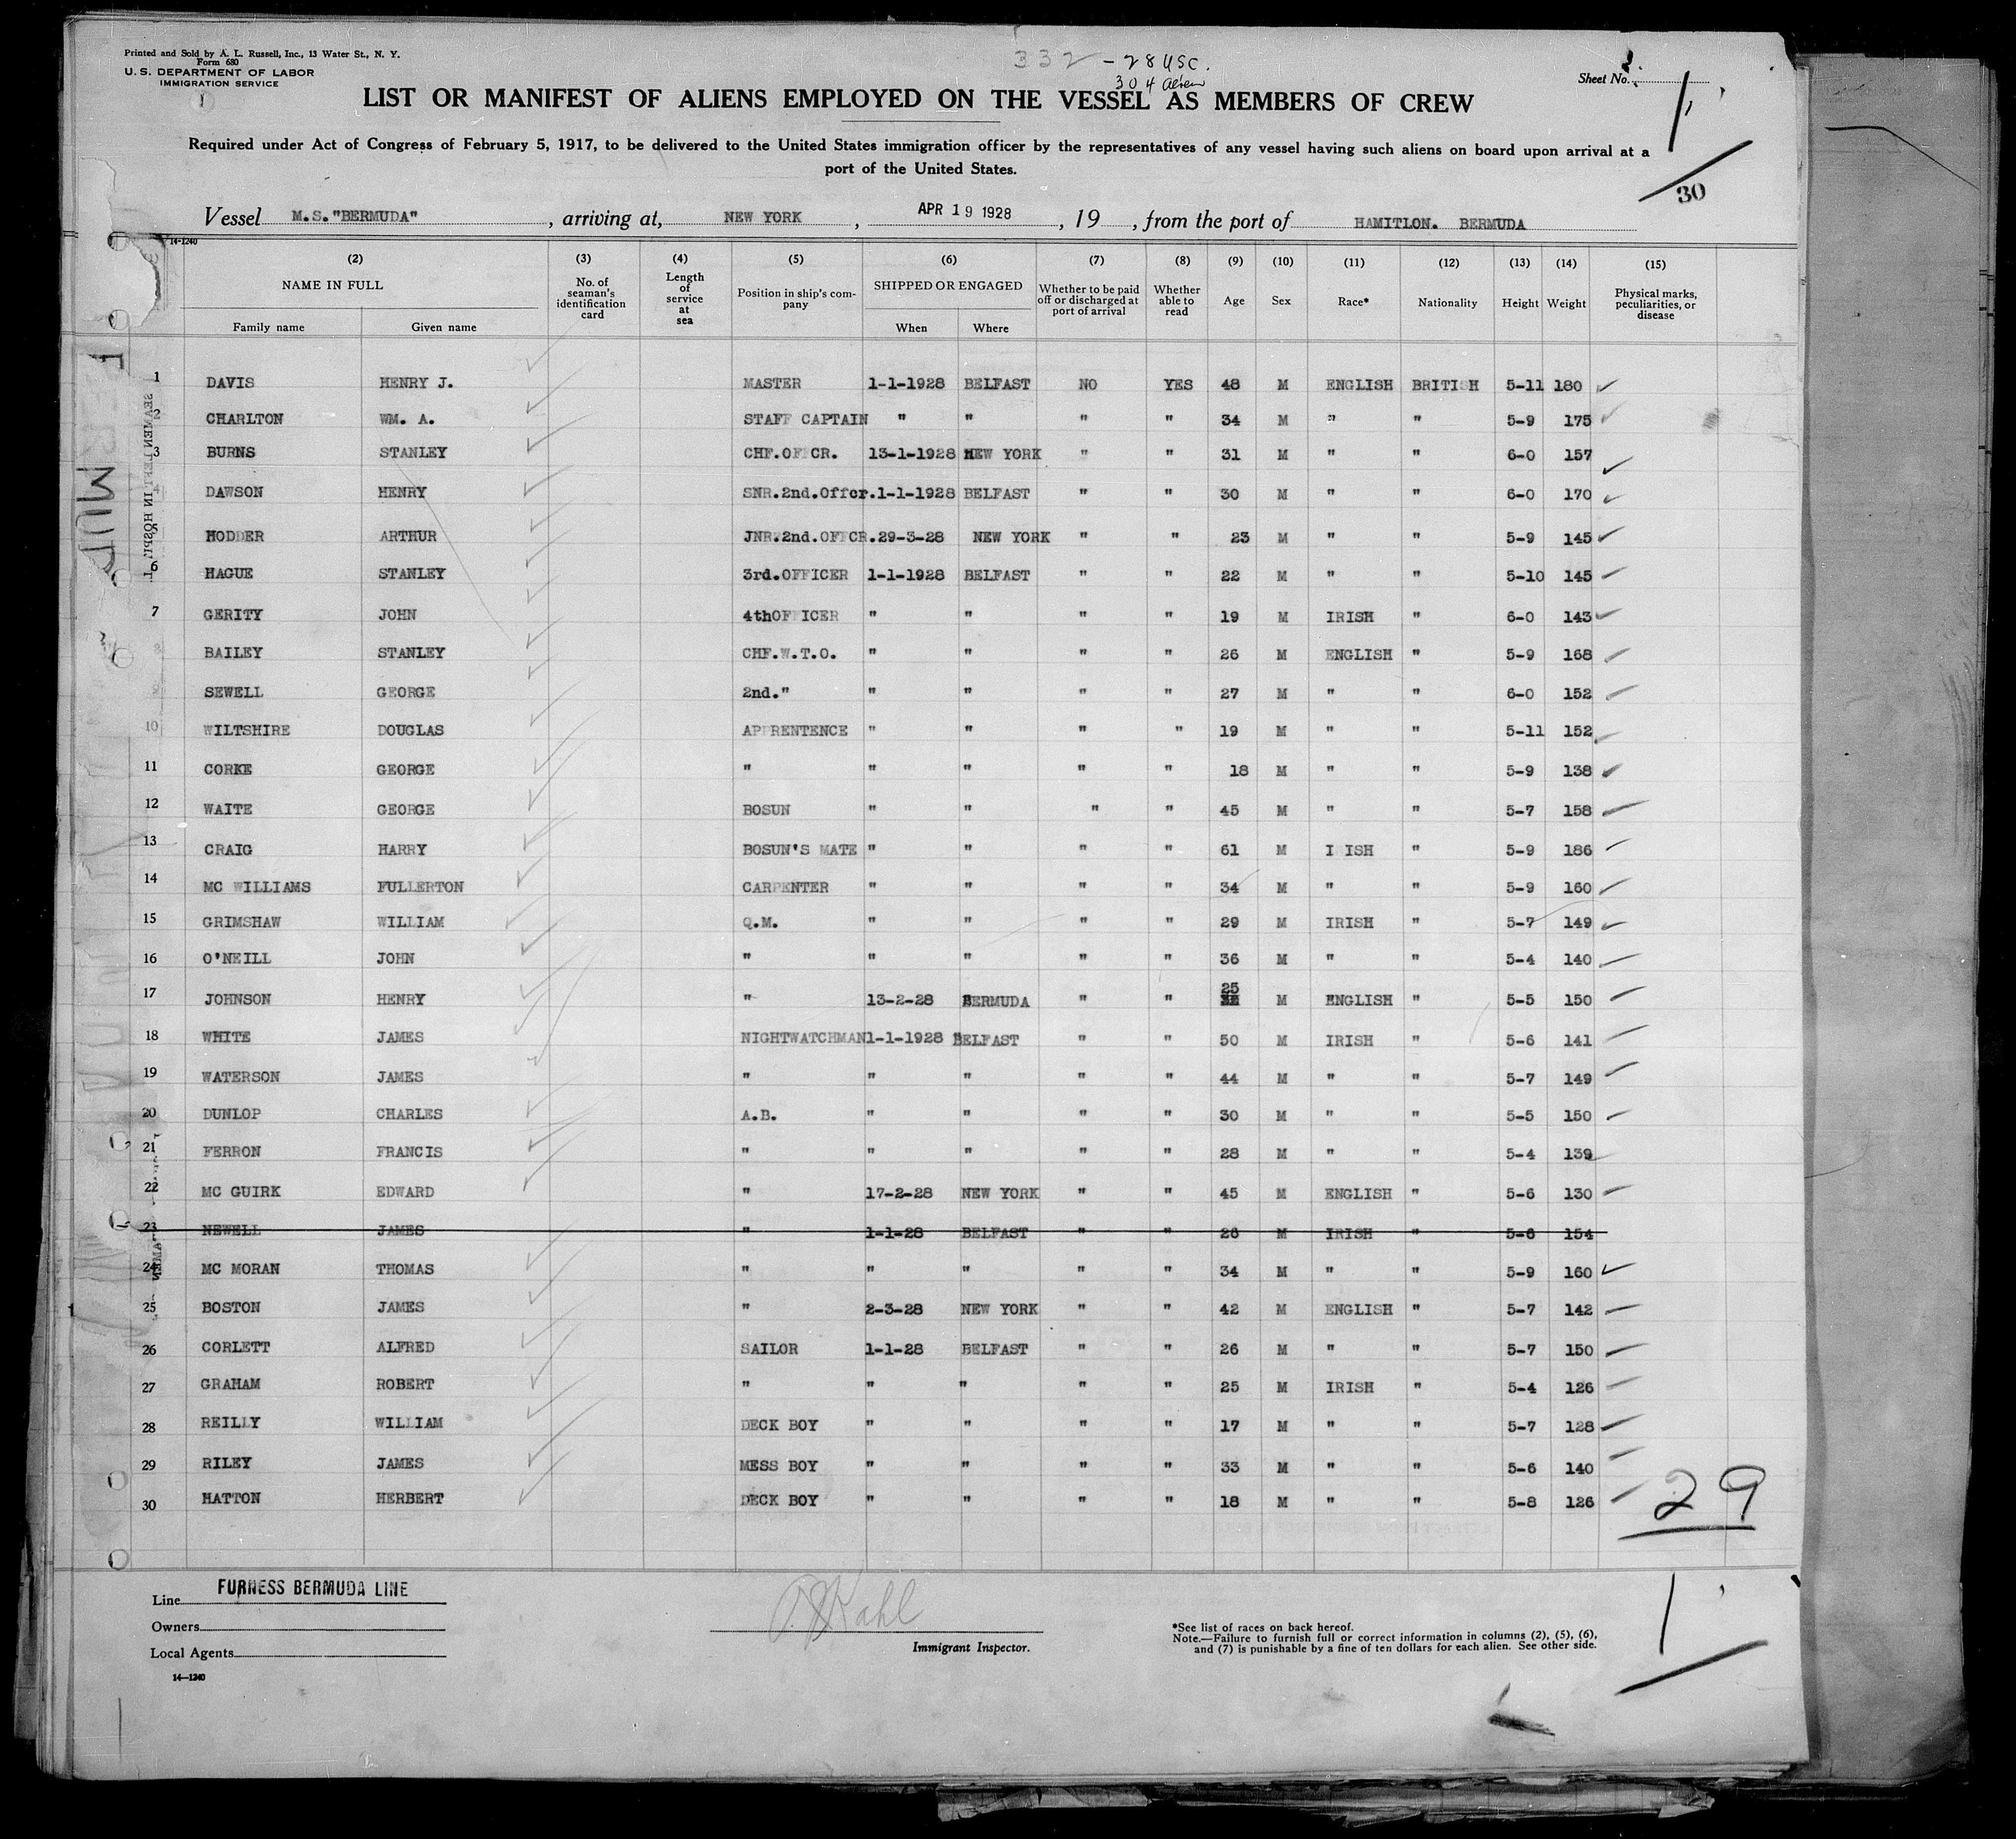 Printed and Sold by A. L. Russell, Inc., 13 Water St., N. Y.
Form 680
U. S. DEPARTMENT OF LABOR
IMMIGRATION SERVICE
332 - 28 USC.
304 alien
Sheet No. 1
LIST OR MANIFEST OF ALIENS EMPLOYED ON THE VESSEL AS MEMBERS OF CREW
Required under Act of Congress of February 5, 1917, to be delivered to the United States immigration officer by the representatives of any vessel having such aliens on board upon arrival at a
port of the United States.
30
Vessel M.S."BERMUDA", arriving at, NEW YORK, APR 19 1928, 19, from the port of HAMITLON. BERMUDA
14-1240
(2) (3) (4) (5) (6) (7) (8) (9) (10) (11) (12) (13) (14) (15)
NAME IN FULL No. of seaman's identification card Length of service at sea Position in ship's company SHIPPED OR ENGAGED Whether to be paid off or discharged at port of arrival Whether able to read Age Sex Race* Nationality Height Weight Physical marks, peculiarities, or disease
Family name Given name When Where
1 DAVIS HENRY J. MASTER 1-1-1928 BELFAST NO YES 48 M ENGLISH BRITISH 5-11 180
2 CHARLTON WM. A. STAFF CAPTAIN " " " " 34 M " " 5-9 175
3 BURNS STANLEY CHF.OFFCR. 13-1-1928 NEW YORK " " 31 M " " 6-0 157
4 DAWSON HENRY SNR.2nd.Offcr. 1-1-1928 BELFAST " " 30 M " " 6-0 170
5 HODDER ARTHUR JNR.2nd.OFFCR. 29-3-28 NEW YORK " " 23 M " " 5-9 145
6 HAGUE STANLEY 3rd.OFFICER 1-1-1928 BELFAST " " 22 M " " 5-10 145
7 GERITY JOHN 4thOFFICER " " " " 19 M IRISH " 6-0 143
8 BAILEY STANLEY CHF.W.T.O. " " " " 26 M ENGLISH " 5-9 168
9 SEWELL GEORGE 2nd." " " " " 27 M " " 6-0 152
10 WILTSHIRE DOUGLAS APPRENTENCE " " " " 19 M " " 5-11 152
11 CORKE GEORGE " " " " " 18 M " " 5-9 138
12 WAITE GEORGE BOSUN " " " " 45 M " " 5-7 158
13 CRAIG HARRY BOSUN'S MATE " " " " 61 M I ISH " 5-9 186
14 MC WILLIAMS FULLERTON CARPENTER " " " " 34 M " " 5-9 160
15 GRIMSHAW WILLIAM Q.M. " " " " 29 M IRISH " 5-7 149
16 O'NEILL JOHN " " " " " 36 M " " 5-4 140
17 JOHNSON HENRY " 13-2-28 BERMUDA " " 25 M ENGLISH " 5-5 150
18 WHITE JAMES NIGHTWATCHMAN 1-1-1928 BELFAST " " 50 M IRISH " 5-6 141
19 WATERSON JAMES " " " " " 44 M " " 5-7 149
20 DUNLOP CHARLES A.B. " " " " 30 M " " 5-5 150
21 FERRON FRANCIS " " " " " 28 M " " 5-4 139
22 MC GUIRK EDWARD " 17-2-28 NEW YORK " " 45 M ENGLISH " 5-6 130
23 NEWELL JAMES " 1-1-28 BELFAST " " 26 M IRISH " 5-6 154
24 MC MORAN THOMAS " " " " " 34 M " " 5-9 160
25 BOSTON JAMES " 2-3-28 NEW YORK " " 42 M ENGLISH " 5-7 142
26 CORLETT ALFRED SAILOR 1-1-28 BELFAST " " 26 M " " 5-7 150
27 GRAHAM ROBERT " " " " " 25 M IRISH " 5-4 126
28 REILLY WILLIAM DECK BOY " " " " 17 M " " 5-7 128
29 RILEY JAMES MESS BOY " " " " 33 M " " 5-6 140
30 HATTON HERBERT DECK BOY " " " " 18 M " " 5-8 126
29
Line FURNESS BERMUDA LINE
Owners
Local Agents
14-1240
Kahl
Immigrant Inspector.
*See list of races on back hereof.
Note.—Failure to furnish full or correct information in columns (2), (5), (6),
and (7) is punishable by a fine of ten dollars for each alien. See other side.
1